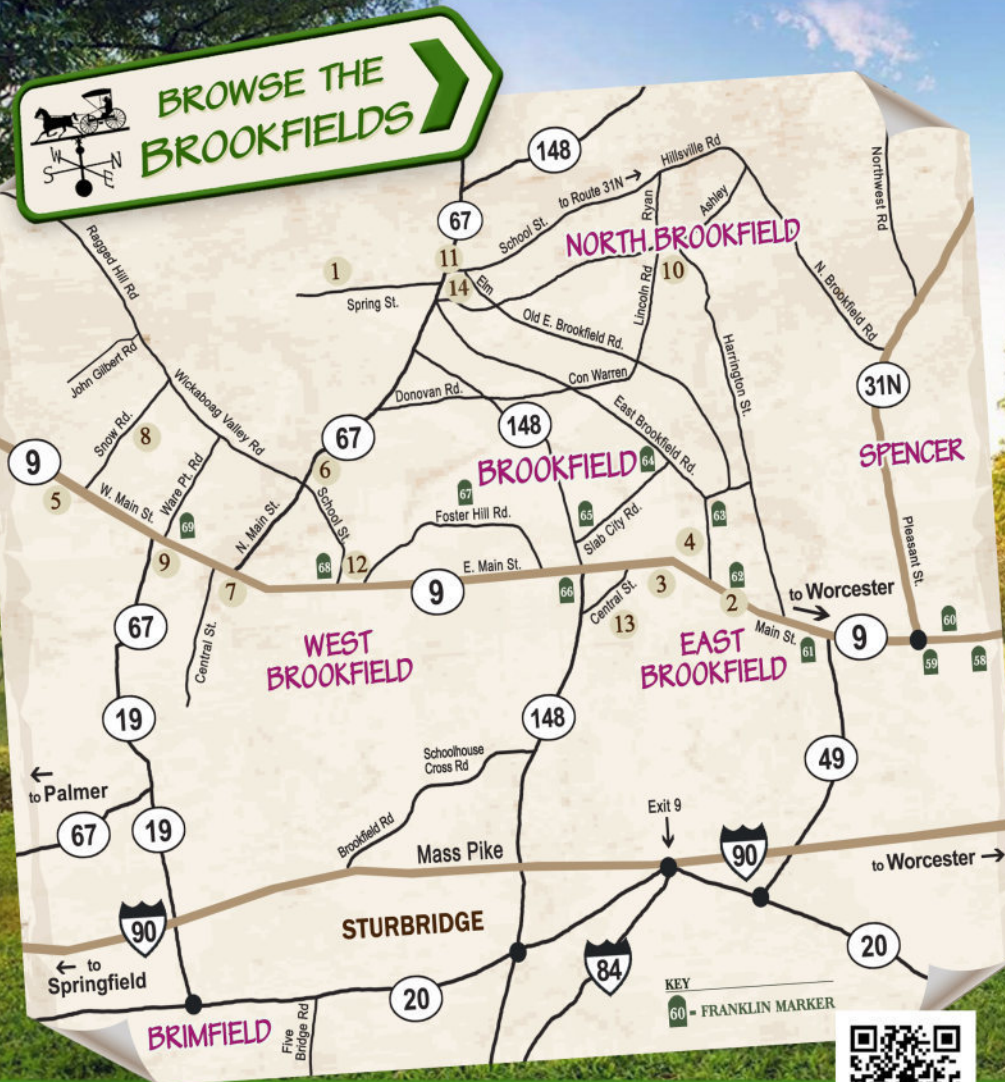 BROWSE THE
BROOKFIELDS
W
N
S
E
148
67
Hillsville Rd
to Route 31N →
School St.
Ryan
Ashley
Northwest Rd
NORTH BROOKFIELD
Ragged Hill Rd
11
1
14
Elm
10
Spring St.
Lincoln Rd
N. Brookfield Rd
Old E. Brookfield Rd.
Harrington St.
John Gilbert Rd
Wickaboag Valley Rd
Con Warren
Donovan Rd.
31N
Snow Rd.
8
67
148
East Brookfield Rd.
SPENCER
9
5
W. Main St.
Ware Pt. Rd
6
BROOKFIELD
64
67
School St.
N. Main St.
Foster Hill Rd.
65
Slab City Rd.
63
Pleasant St.
69
9
7
68
12
9
E. Main St.
66
4
3
62
2
to Worcester
→
Central St.
13
Main St.
61
9
60
59
58
67
Central St.
WEST
BROOKFIELD
EAST
BROOKFIELD
19
148
49
Schoolhouse
Cross Rd
←
to Palmer
67
19
Brookfield Rd
Mass Pike
Exit 9
90
to Worcester →
90
STURBRIDGE
← to
Springfield
84
20
20
KEY
60 = FRANKLIN MARKER
BRIMFIELD
Five
Bridge Rd